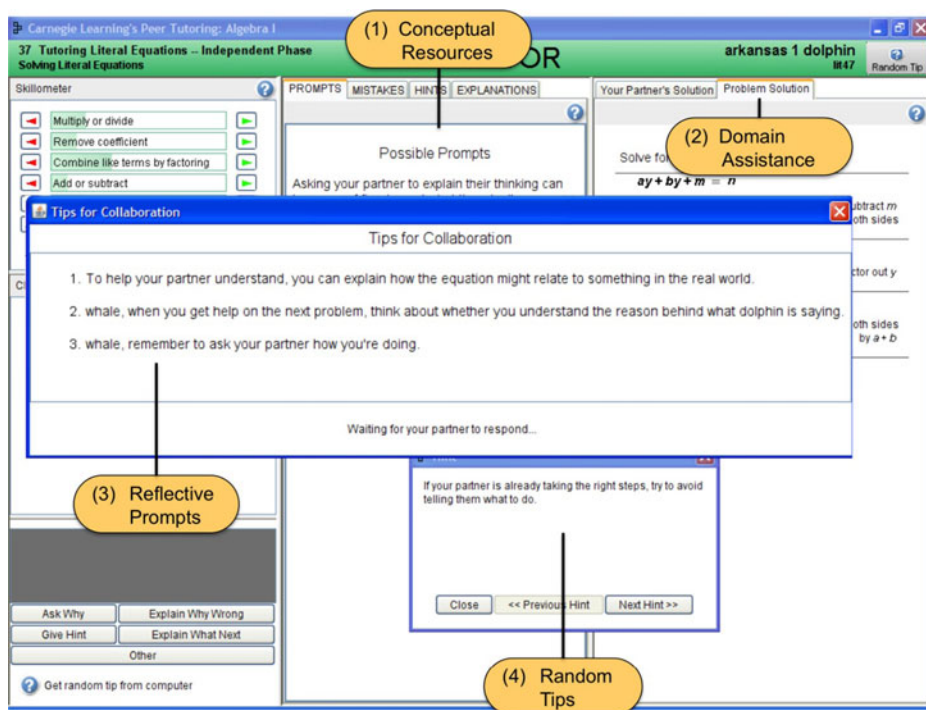 Carnegie Learning's Peer Tutoring: Algebra I
37 Tutoring Literal Equations -- Independent Phase
Solving Literal Equations
OR
arkansas 1 dolphin
lit47
Random Tip
(1) Conceptual
Resources
Skillometer
Multiply or divide
Remove coefficient
Combine like terms by factoring
Add or subtract
PROMPTS MISTAKES HINTS EXPLANATIONS
Possible Prompts
Asking your partner to explain their thinking can
Your Partner's Solution Problem Solution
(2) Domain
Assistance
Solve for
ay + by + m = n
ubtract m
oth sides
ctor out y
oth sides
by a + b
Tips for Collaboration
Tips for Collaboration
1. To help your partner understand, you can explain how the equation might relate to something in the real world.
2. whale, when you get help on the next problem, think about whether you understand the reason behind what dolphin is saying.
3. whale, remember to ask your partner how you're doing.
Waiting for your partner to respond...
(3) Reflective
Prompts
If your partner is already taking the right steps, try to avoid
telling them what to do.
Close << Previous Hint Next Hint >>
(4) Random
Tips
Ask Why Explain Why Wrong
Give Hint Explain What Next
Other
Get random tip from computer